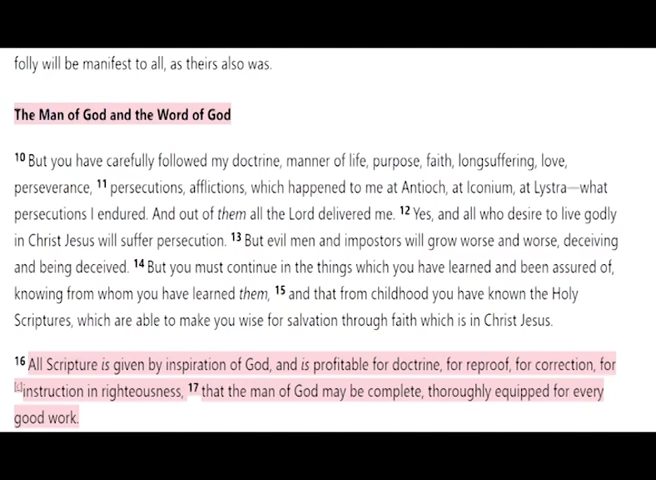 folly will be manifest to all, as theirs also was.
The Man of God and the Word of God
10 But you have carefully followed my doctrine, manner of life, purpose, faith, longsuffering, love,
perseverance, 11 persecutions, afflictions, which happened to me at Antioch, at Iconium, at Lystra—what
persecutions I endured. And out of them all the Lord delivered me. 12 Yes, and all who desire to live godly
in Christ Jesus will suffer persecution. 13 But evil men and impostors will grow worse and worse, deceiving
and being deceived. 14 But you must continue in the things which you have learned and been assured of,
knowing from whom you have learned them, 15 and that from childhood you have known the Holy
Scriptures, which are able to make you wise for salvation through faith which is in Christ Jesus.
16 All Scripture is given by inspiration of God, and is profitable for doctrine, for reproof, for correction, for
[c]instruction in righteousness, 17 that the man of God may be complete, thoroughly equipped for every
good work.